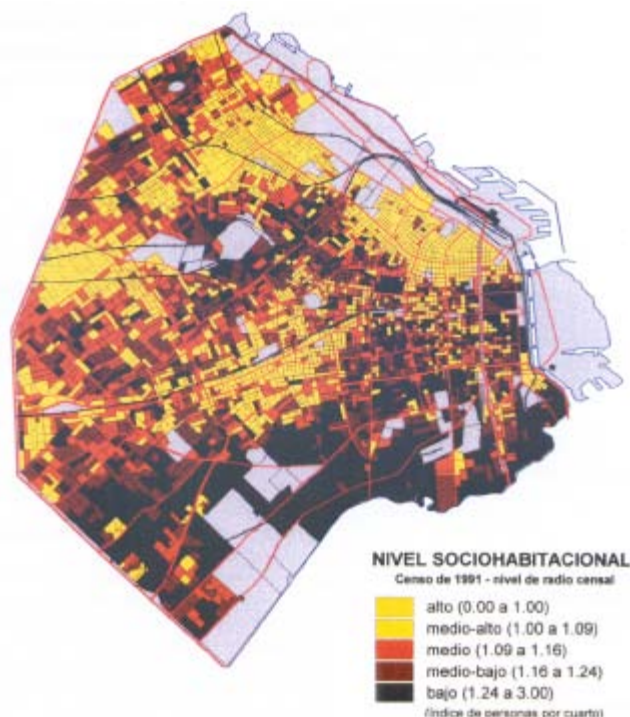 NIVEL SOCIOHABITACIONAL
Censo de 1991 - nivel de radio censal
alto (0.00 a 1.00)
medio-alto (1.00 a 1.09)
medio (1.09 a 1.16)
medio-bajo (1.16 a 1.24)
bajo (1.24 a 3.00)
(índice de personas por cuarto)